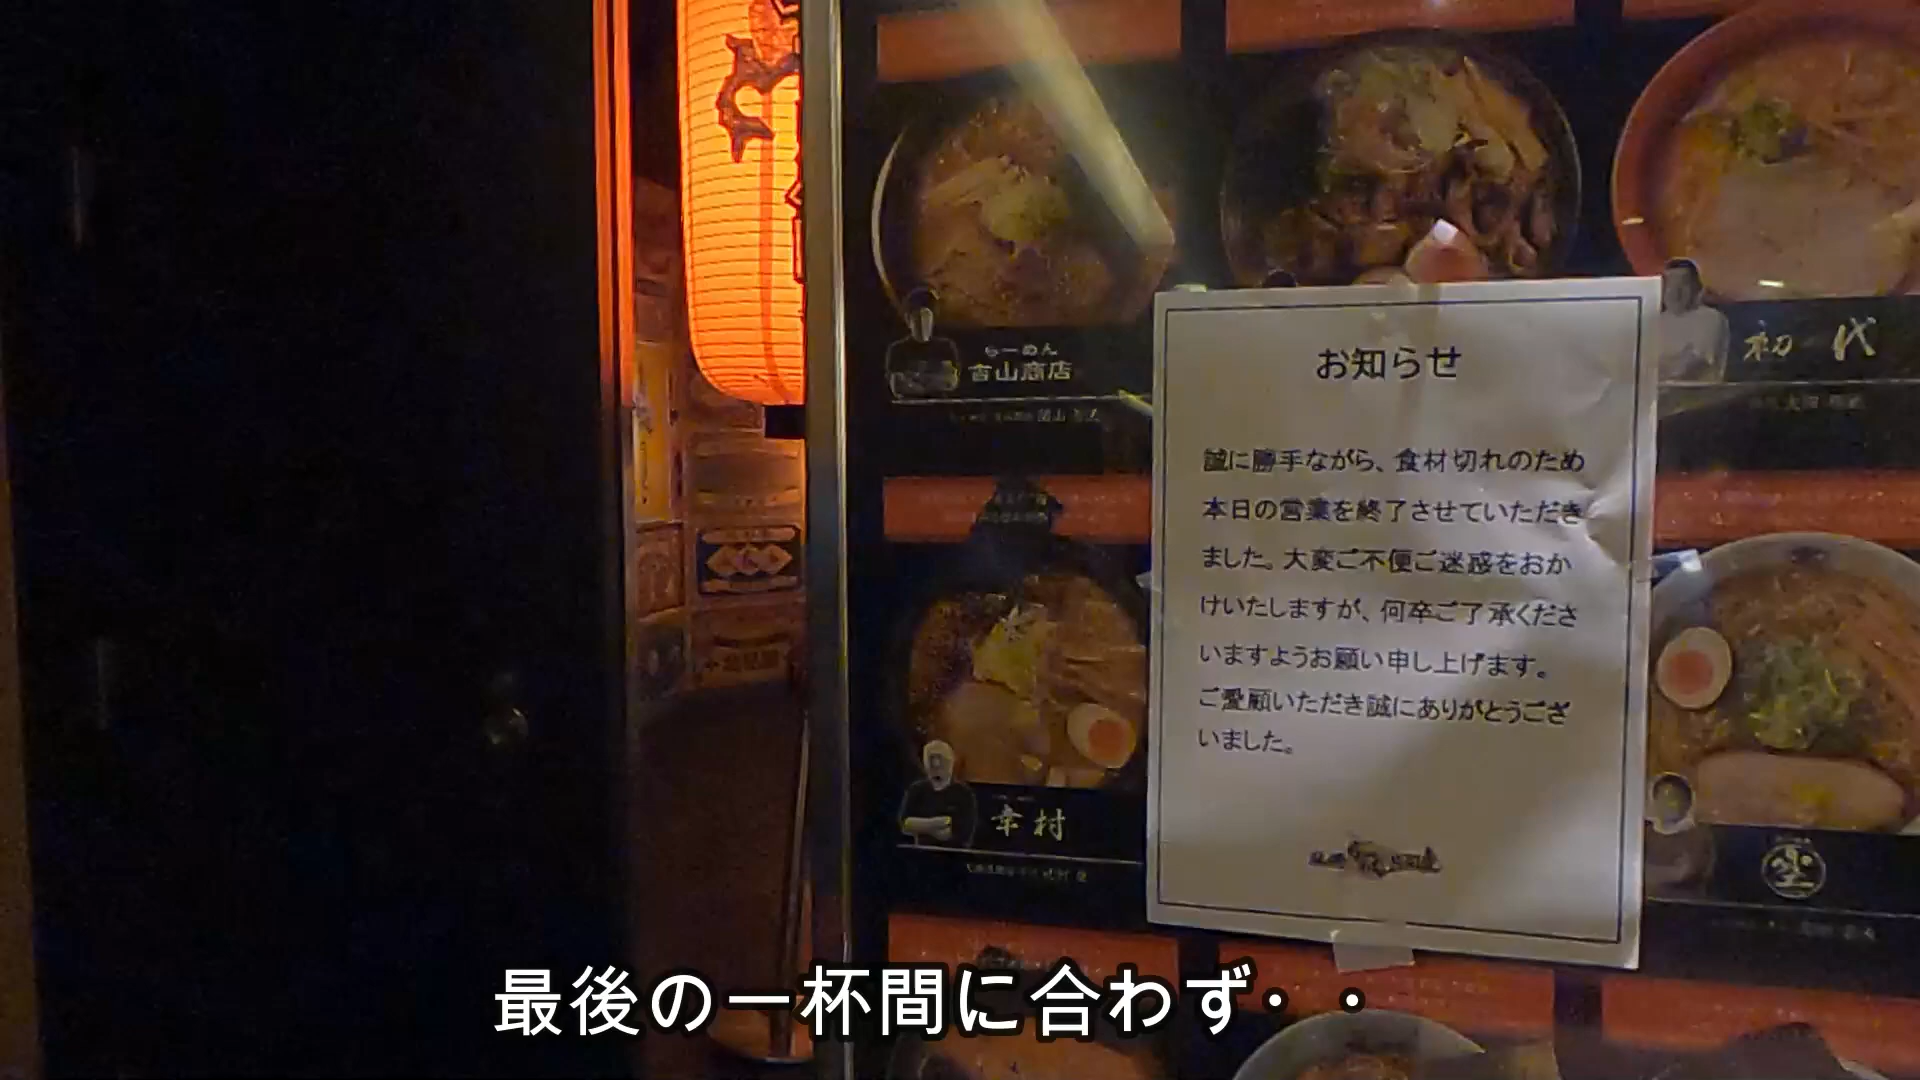 らーめん
吉山商店
初代
お知らせ
誠に勝手ながら、食材切れのため
本日の営業を終了させていただき
ました。大変ご不便ご迷惑をおか
けいたしますが、何卒ご了承くださ
いますようお願い申し上げます。
ご愛顧いただき誠にありがとうござ
いました。
幸村
最後の一杯間に合わず・・